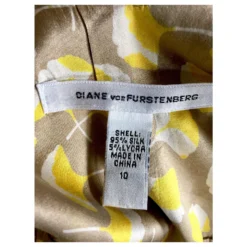 DIANE VON FURSTENBERG
SHELL:
95% SILK
5% LYCRA
MADE IN
CHINA
10